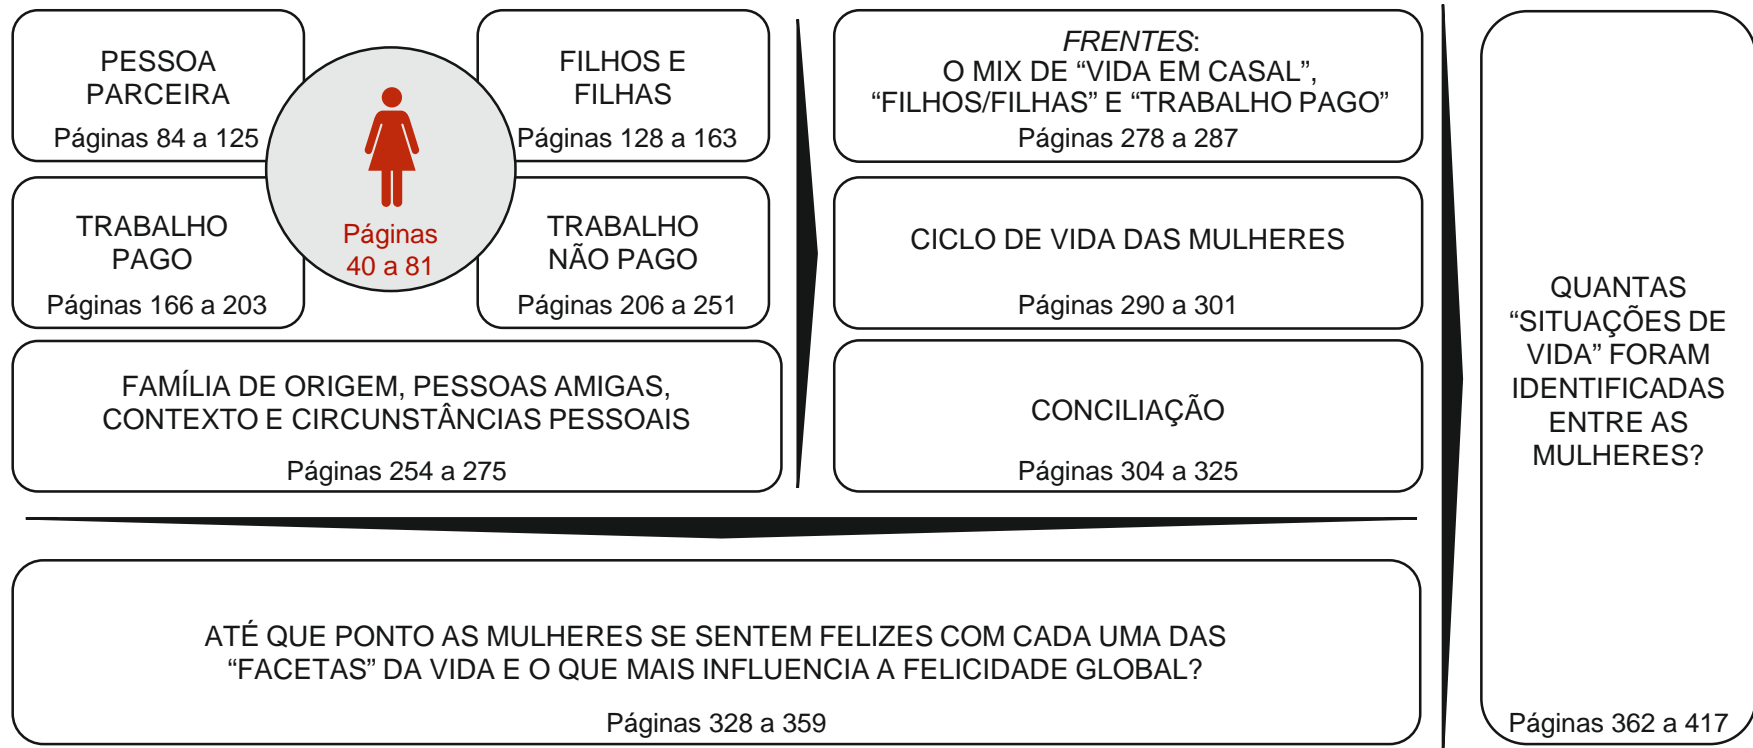 PESSOA
PARCEIRA
Páginas 84 a 125
FILHOS E
FILHAS
Páginas 128 a 163
Páginas
40 a 81
TRABALHO
PAGO
Páginas 166 a 203
TRABALHO
NÃO PAGO
Páginas 206 a 251
FAMÍLIA DE ORIGEM, PESSOAS AMIGAS,
CONTEXTO E CIRCUNSTÂNCIAS PESSOAIS
Páginas 254 a 275
FRENTES:
O MIX DE “VIDA EM CASAL”,
“FILHOS/FILHAS” E “TRABALHO PAGO”
Páginas 278 a 287
CICLO DE VIDA DAS MULHERES
Páginas 290 a 301
CONCILIAÇÃO
Páginas 304 a 325
ATÉ QUE PONTO AS MULHERES SE SENTEM FELIZES COM CADA UMA DAS
“FACETAS” DA VIDA E O QUE MAIS INFLUENCIA A FELICIDADE GLOBAL?
Páginas 328 a 359
QUANTAS
“SITUAÇÕES DE
VIDA” FORAM
IDENTIFICADAS
ENTRE AS
MULHERES?
Páginas 362 a 417